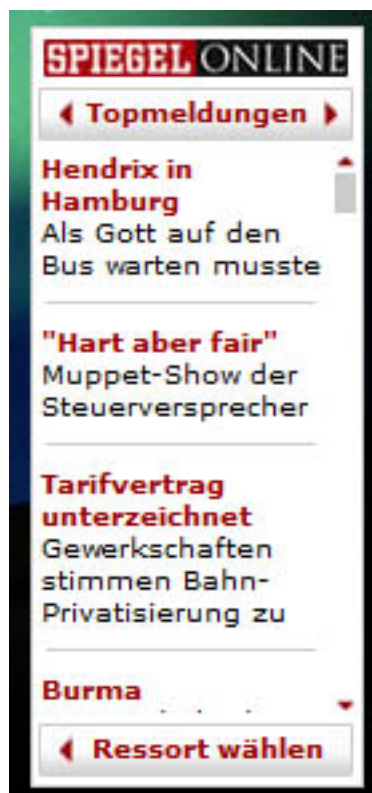 SPIEGEL ONLINE
Topmeldungen
Hendrix in
Hamburg
Als Gott auf den
Bus warten musste
"Hart aber fair"
Muppet-Show der
Steuerversprecher
Tarifvertrag
unterzeichnet
Gewerkschaften
stimmen Bahn-
Privatisierung zu
Burma
Ressort wählen